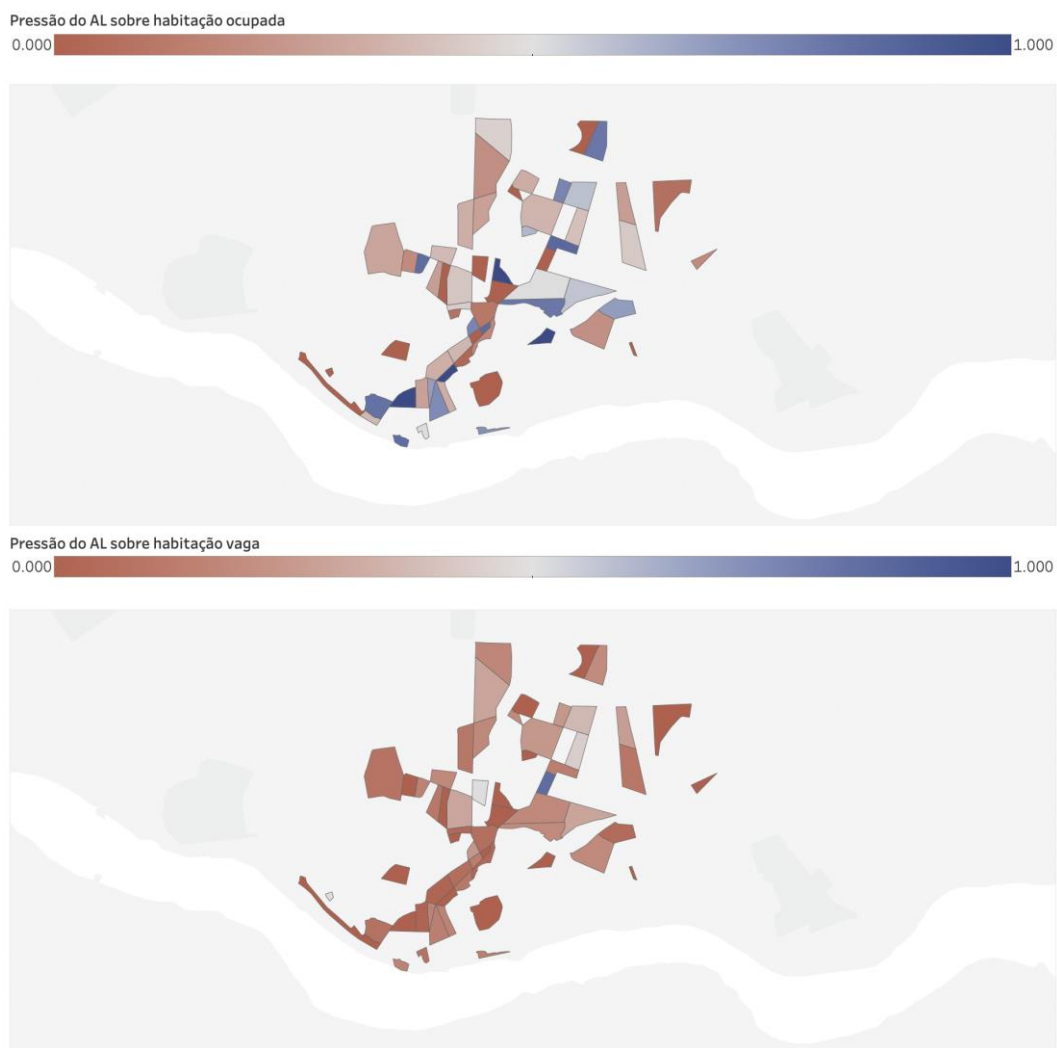 Pressão do AL sobre habitação ocupada
0.000 1.000
Pressão do AL sobre habitação vaga
0.000 1.000